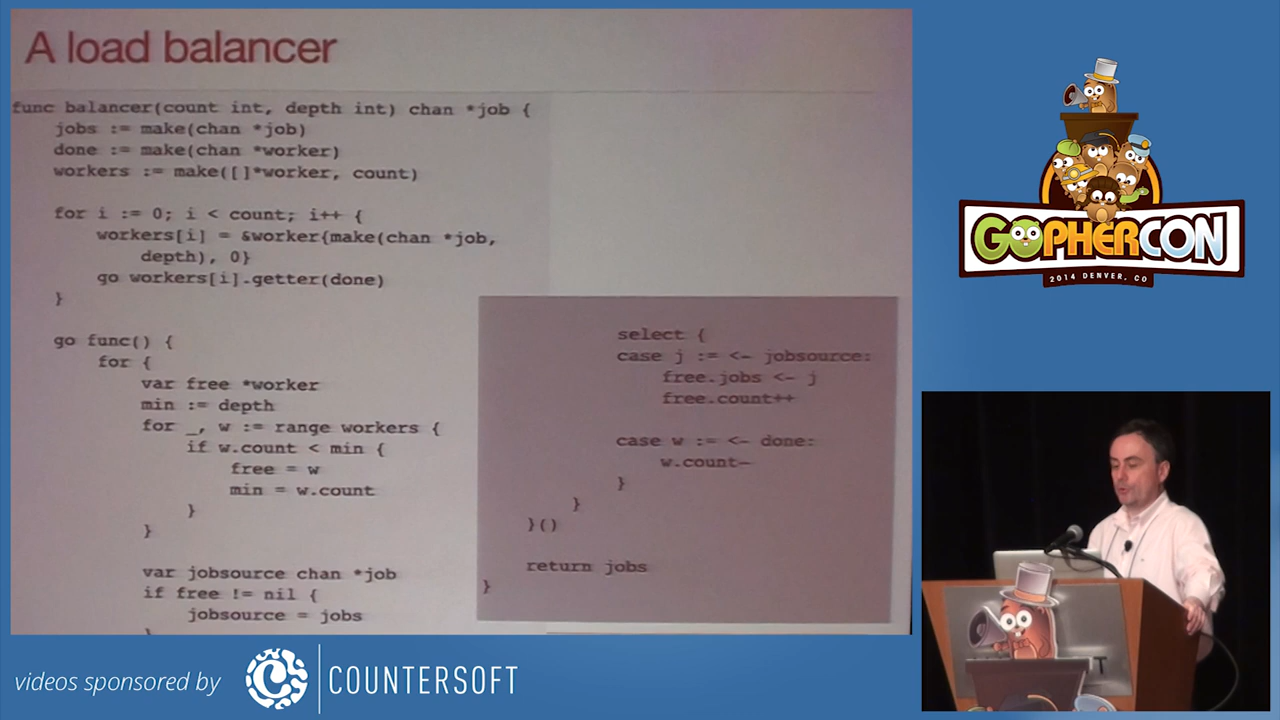 A load balancer
func balancer(count int, depth int) chan *job {
jobs := make(chan *job)
done := make(chan *worker)
workers := make([]*worker, count)
for i := 0; i < count; i++ {
workers[i] = &worker{make(chan *job,
depth), 0}
go workers[i].getter(done)
}
go func() {
for {
var free *worker
min := depth
for _, w := range workers {
if w.count < min {
free = w
min = w.count
}
}
var jobsource chan *job
if free != nil {
jobsource = jobs
}
select {
case j := <- jobsource:
free.jobs <- j
free.count++
case w := <- done:
w.count—
}
}
}()
return jobs
}
GOPHERCON
2014 DENVER, CO
T
videos sponsored by
COUNTERSOFT